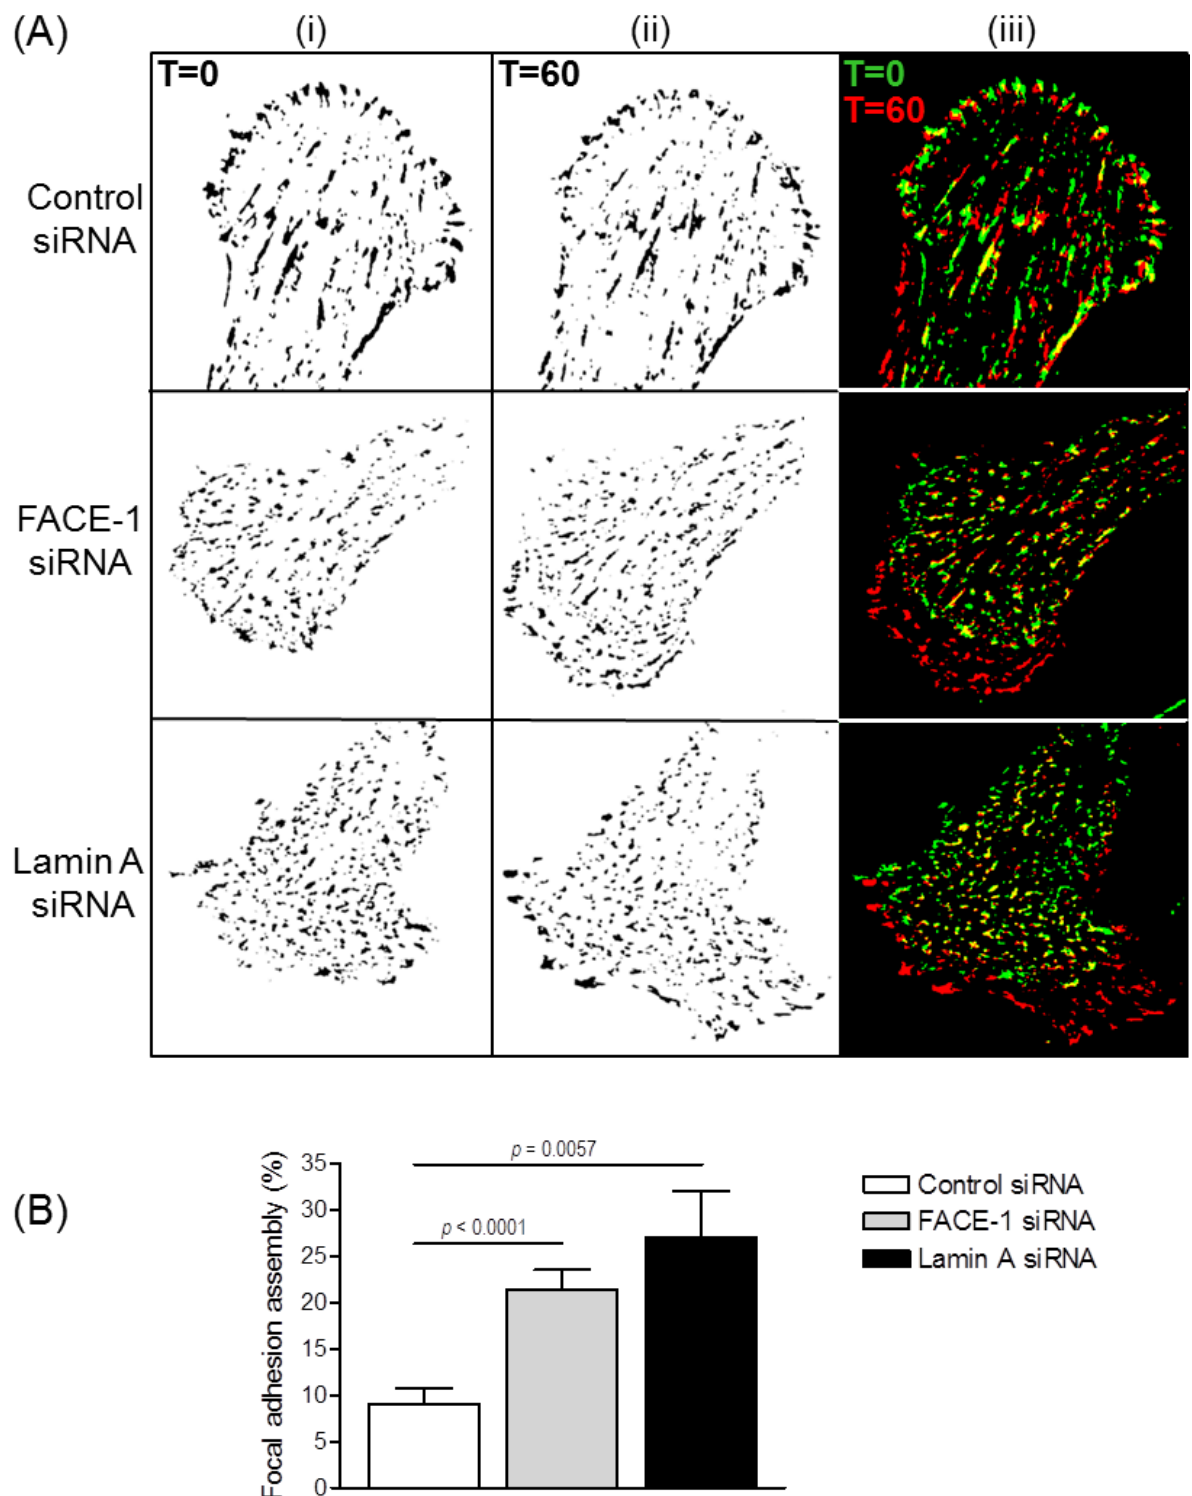 (A)
(i)
(ii)
(iii)
T=0
T=60
T=0
T=60
Control
siRNA
FACE-1
siRNA
Lamin A
siRNA
(B)
Focal adhesion assembly (%)
35
30
25
20
15
10
5
0
p = 0.0057
p < 0.0001
Control siRNA
FACE-1 siRNA
Lamin A siRNA